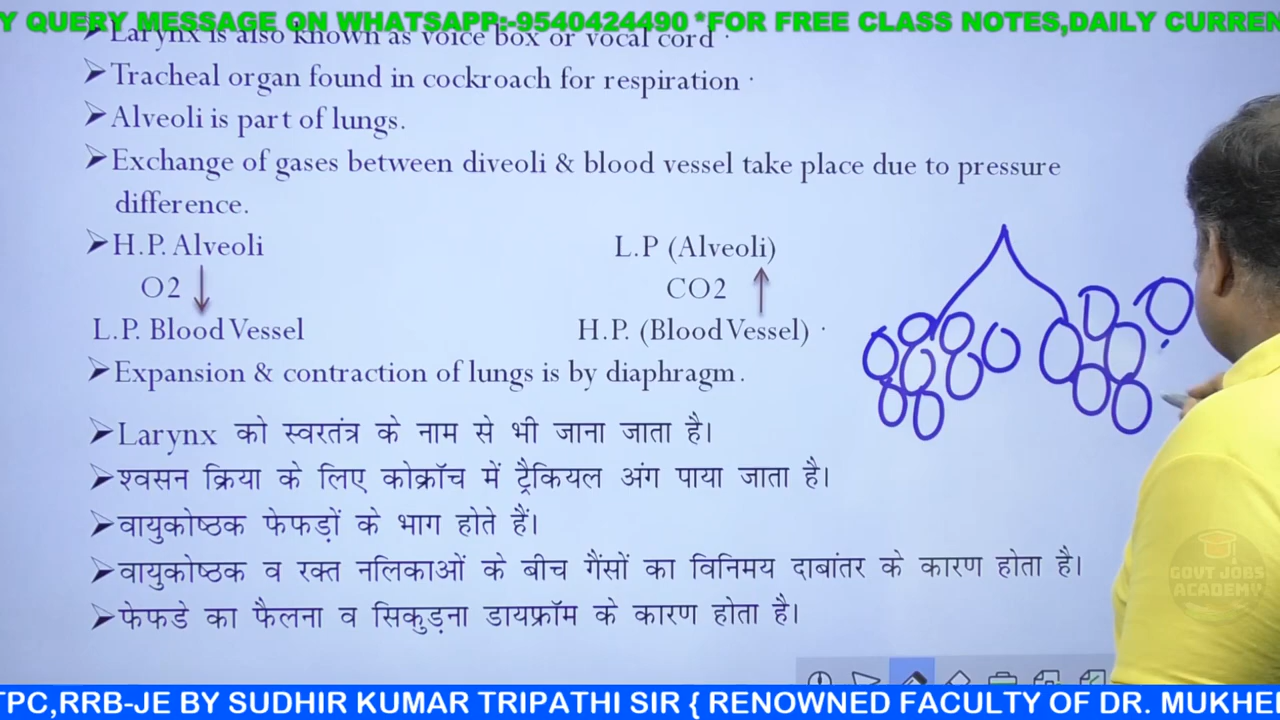 Y QUERY MESSAGE ON WHATSAPP:-9540424490 *FOR FREE CLASS NOTES,DAILY CURREN
➢Larynx is also known as voice box or vocal cord ·
➢Tracheal organ found in cockroach for respiration ·
➢Alveoli is part of lungs.
➢Exchange of gases between diveoli & blood vessel take place due to pressure
difference.
➢H.P. Alveoli L.P (Alveoli)
O2 ↓ CO2 ↑
L.P. Blood Vessel H.P. (Blood Vessel) ·
➢Expansion & contraction of lungs is by diaphragm.
➢Larynx को स्वरतंत्र के नाम से भी जाना जाता है।
➢श्वसन क्रिया के लिए कोक्रॉच में ट्रैकियल अंग पाया जाता है।
➢वायुकोष्ठक फेफड़ों के भाग होते हैं।
➢वायुकोष्ठक व रक्त नलिकाओं के बीच गैंसों का विनिमय दाबांतर के कारण होता है।
➢फेफडे का फैलना व सिकुड़ना डायफ्रॉम के कारण होता है।
GOVT JOBS
ACADEMY
TPC,RRB-JE BY SUDHIR KUMAR TRIPATHI SIR { RENOWNED FACULTY OF DR. MUKHE